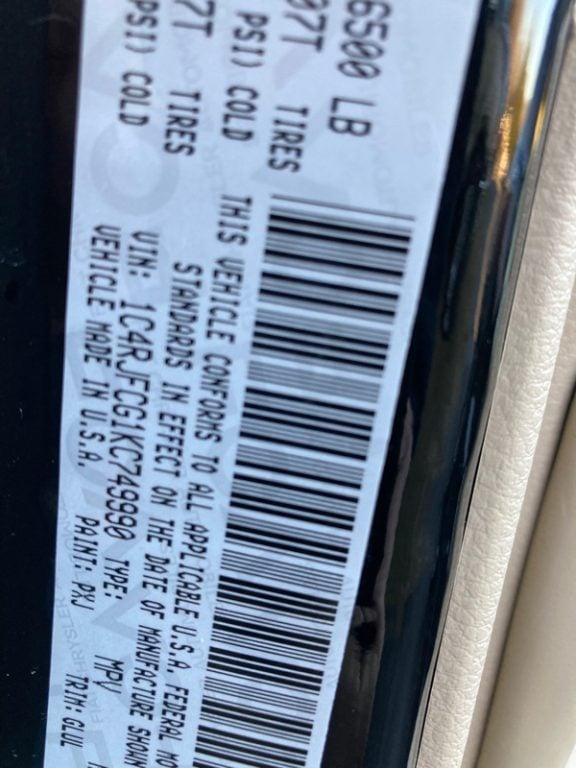 6500 LB
07T TIRES
PSI) COLD
7T TIRES
PSI) COLD
THIS VEHICLE CONFORMS TO ALL APPLICABLE U.S.A. FEDERAL MO
STANDARDS IN EFFECT ON THE DATE OF MANUFACTURE SHOWN
VIN: 1C4RJFCG1KC749990 TYPE: MPV
VEHICLE MADE IN U.S.A. PAINT: PXJ TRIM: GLUL